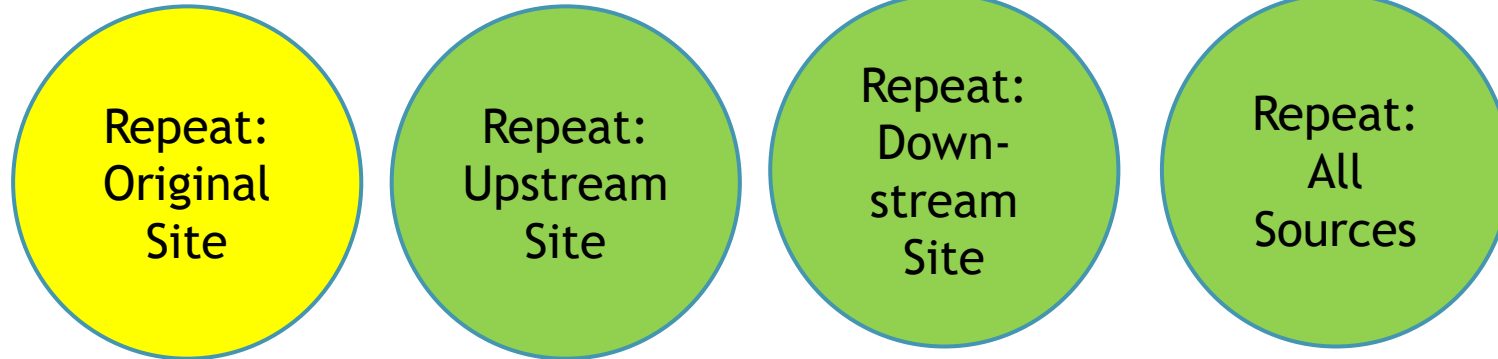 Repeat:
Original
Site
Repeat:
Upstream
Site
Repeat:
Down-
stream
Site
Repeat:
All
Sources